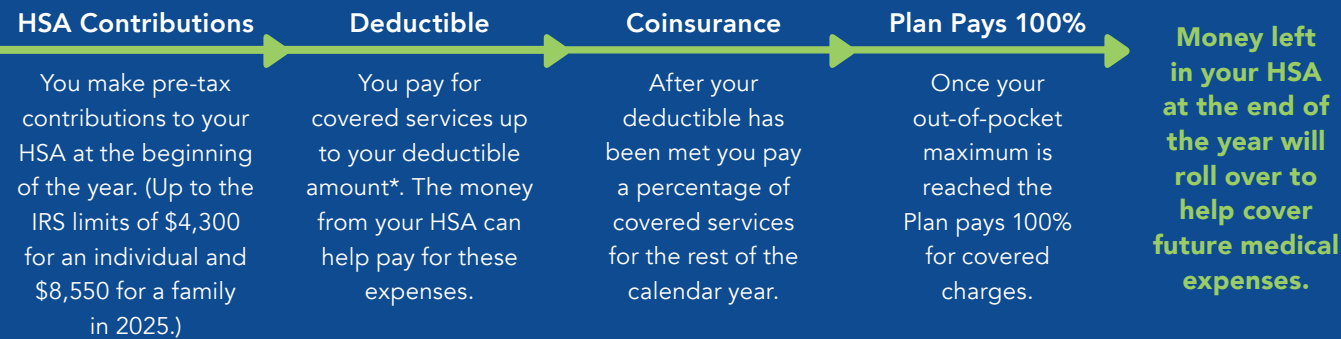 HSA Contributions
You make pre-tax
contributions to your
HSA at the beginning
of the year. (Up to the
IRS limits of $4,300
for an individual and
$8,550 for a family
in 2025.)
Deductible
You pay for
covered services up
to your deductible
amount*. The money
from your HSA can
help pay for these
expenses.
Coinsurance
After your
deductible has
been met you pay
a percentage of
covered services
for the rest of the
calendar year.
Plan Pays 100%
Once your
out-of-pocket
maximum is
reached the
Plan pays 100%
for covered
charges.
Money left
in your HSA
at the end of
the year will
roll over to
help cover
future medical
expenses.